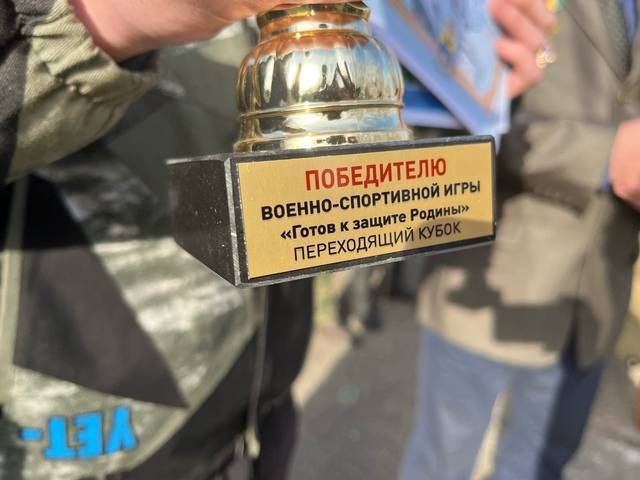 ПОБЕДИТЕЛЮ
ВОЕННО-СПОРТИВНОЙ ИГРЫ
«Готов к защите Родины»
ПЕРЕХОДЯЩИЙ КУБОК